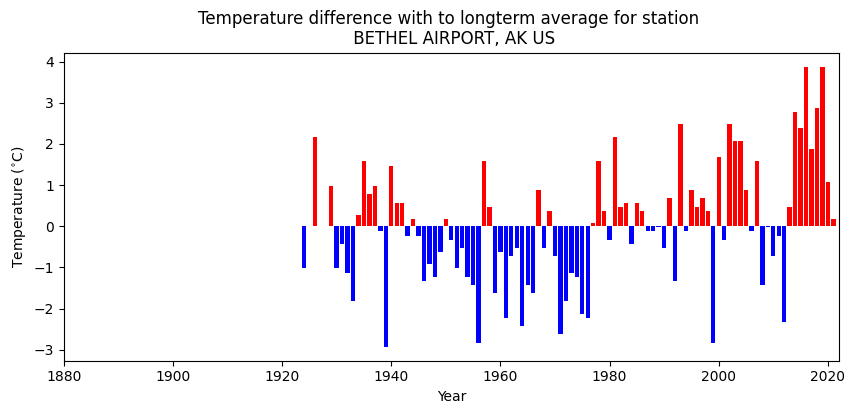 Temperature difference with to longterm average for station
BETHEL AIRPORT, AK US
Temperature (°C)
4
3
2
1
0
−1
−2
−3
1880 1900 1920 1940 1960 1980 2000 2020
Year